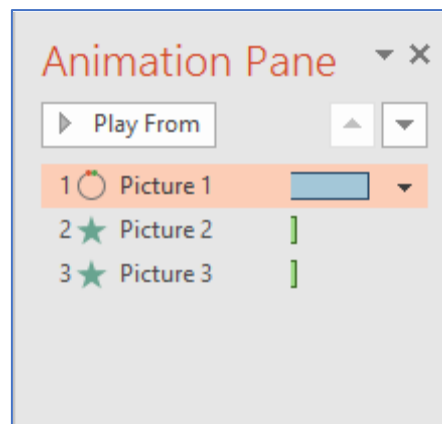 Animation Pane
Play From
1 Picture 1
2 Picture 2
3 Picture 3